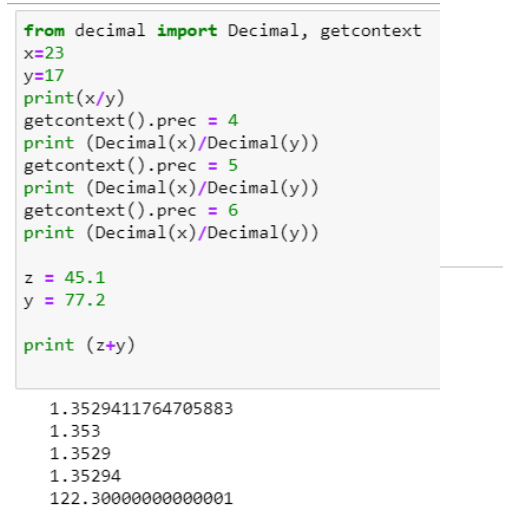 from decimal import Decimal, getcontext
x=23
y=17
print(x/y)
getcontext().prec = 4
print (Decimal(x)/Decimal(y))
getcontext().prec = 5
print (Decimal(x)/Decimal(y))
getcontext().prec = 6
print (Decimal(x)/Decimal(y))
z = 45.1
y = 77.2
print (z+y)
1.3529411764705883
1.353
1.3529
1.35294
122.30000000000001